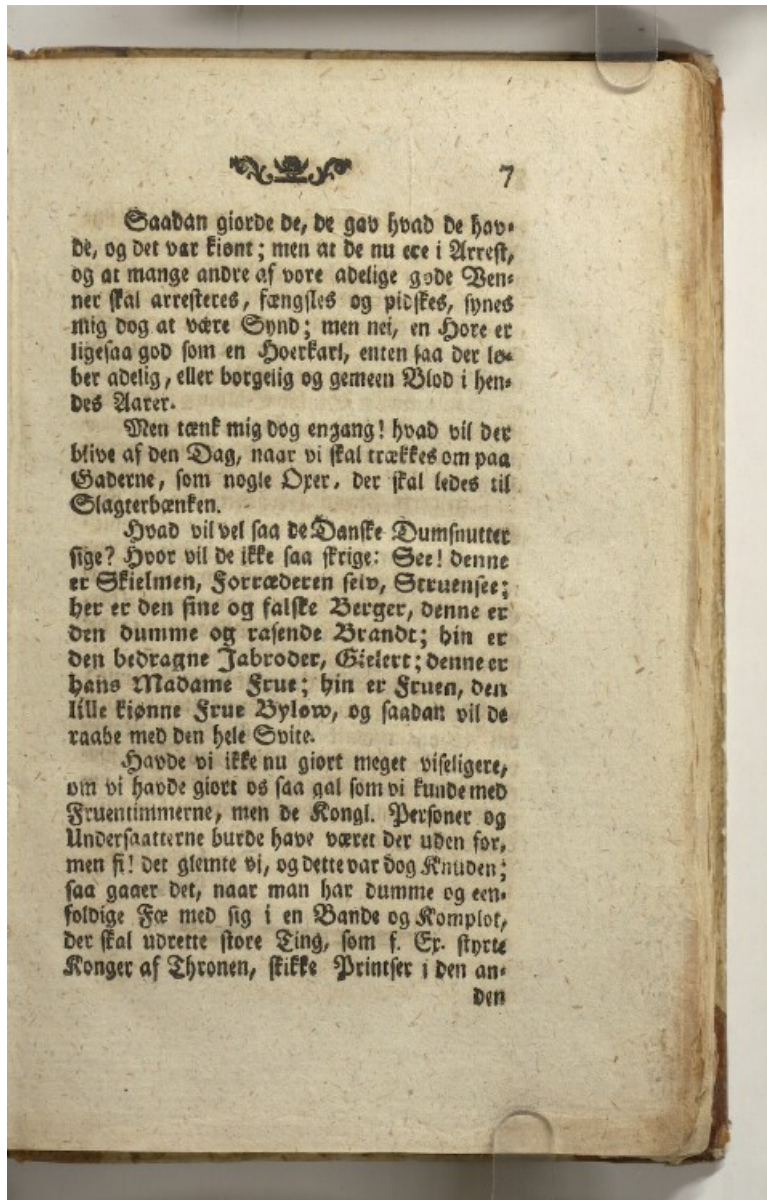 7
Saadan giorde de, de gav hvad de hav-
de, og det var kiønt; men at de nu ere i Arrest,
og at mange andre af vore adelige gode Ven-
ner skal arresteres, fængsles og pidskes, synes
mig dog at være Synd; men nei, en Hore er
ligesaa god som en Hoerkarl, enten saa der lø-
ber adelig, eller borgelig og gemeen Blod i hen-
des Aarer.
Men tænk mig dog engang! hvad vil der
blive af den Dag, naar vi skal trækkes om paa
Gaderne, som nogle Oxer, der skal ledes til
Slagterbænken.
Hvad vil vel saa de Danske Dumsnutter
sige? Hvor vil de ikke saa skrige: See! denne
er Skielmen, Forræderen selv, Struensee;
her er den fine og falske Berger, denne er
den dumme og rasende Brandt; hin er
den bedragne Jabroder, Gielert; denne er
hans Madame Frue; hin er Fruen, den
lille kiønne Frue Bylow, og saadan vil de
raabe med den hele Svite.
Havde vi ikke nu giort meget viseligere,
om vi havde giort os saa gal som vi kunde med
Fruentimmerne, men de Kongl. Personer og
Undersaatterne burde have været der uden for,
men fi! det glemte vi, og dette var dog Knuden;
saa gaaer det, naar man har dumme og een-
foldige Fæ med sig i en Bande og Komplot,
der skal udrette store Ting, som f. Ex. styrte
Konger af Thronen, skikke Printser i den an-
den